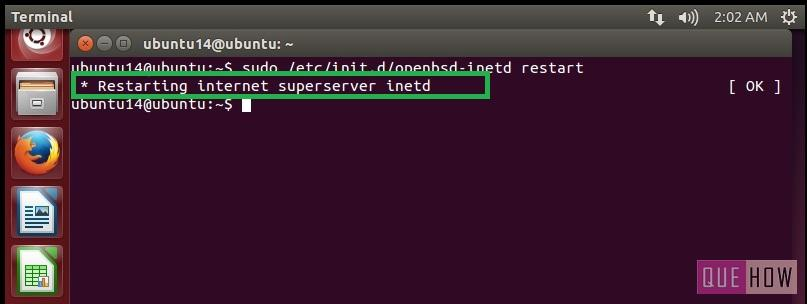 Terminal
2:02 AM
ubuntu14@ubuntu: ~
ubuntu14@ubuntu:~$ sudo /etc/init.d/openbsd-inetd restart
* Restarting internet superserver inetd [ OK ]
ubuntu14@ubuntu:~$
QUE HOW